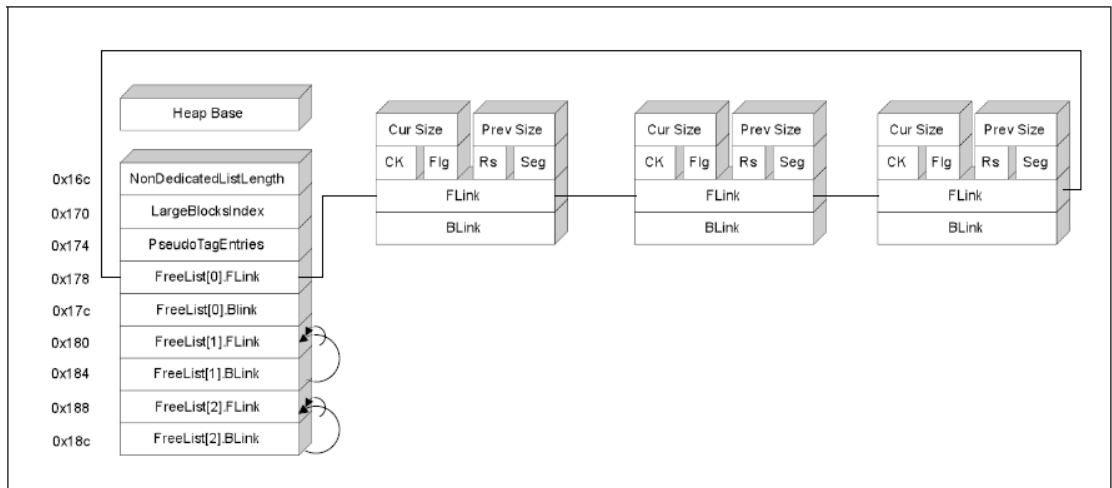 Heap Base
0x16c NonDedicatedListLength
0x170 LargeBlocksIndex
0x174 PseudoTagEntries
0x178 FreeList[0].FLink
0x17c FreeList[0].Blink
0x180 FreeList[1].FLink
0x184 FreeList[1].BLink
0x188 FreeList[2].FLink
0x18c FreeList[2].BLink
Cur Size Prev Size
CK Flg Rs Seg
FLink
BLink
Cur Size Prev Size
CK Flg Rs Seg
FLink
BLink
Cur Size Prev Size
CK Flg Rs Seg
FLink
BLink